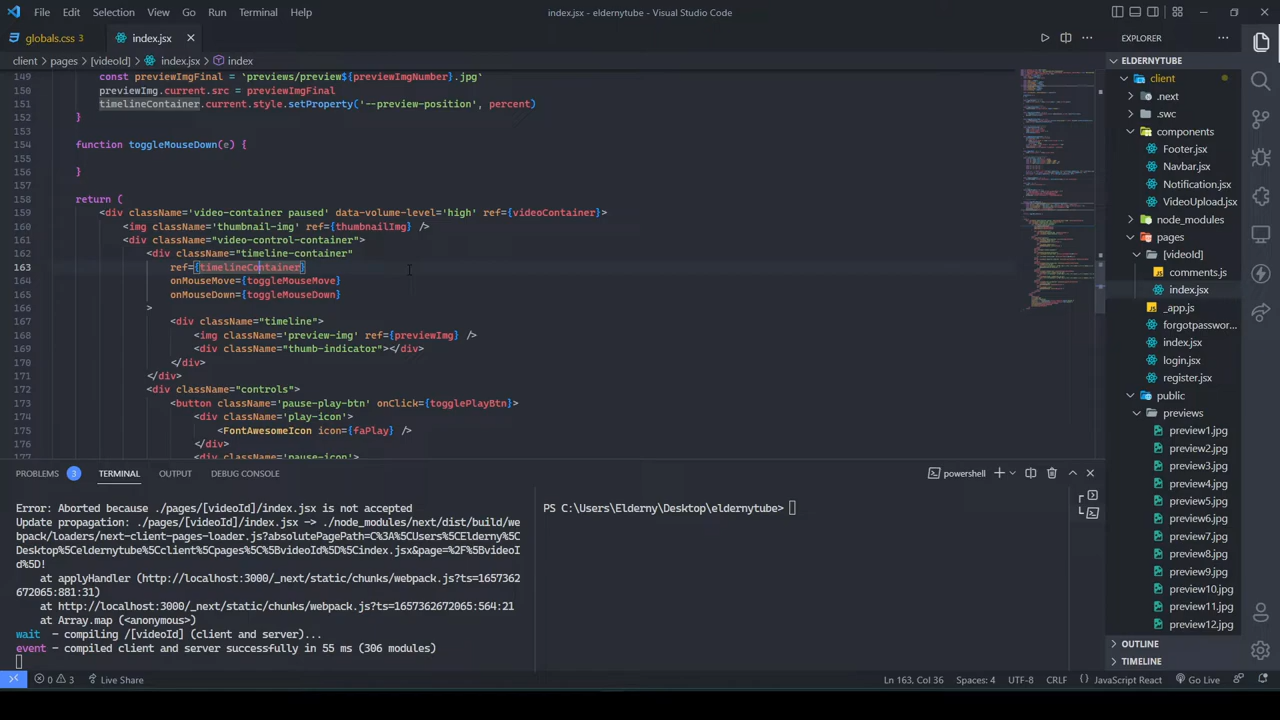 File Edit Selection View Go Run Terminal Help
index.jsx - eldernytube - Visual Studio Code
globals.css 3
index.jsx
client > pages > [videoId] > index.jsx > index
149 const previewImgFinal = `previews/preview${previewImgNumber}.jpg`
150 previewImg.current.src = previewImgFinal
151 timelineContainer.current.style.setProperty('--preview-position', percent)
152 }
153
154 function toggleMouseDown(e) {
155
156 }
157
158 return (
159 <div className='video-container paused' data-volume-level='high' ref={videoContainer}>
160 <img className='thumbnail-img' ref={thumbnailImg} />
161 <div className="video-control-container">
162 <div className="timeline-container"
163 ref={timelineContainer}
164 onMouseMove={toggleMouseMove}
165 onMouseDown={toggleMouseDown}
166 >
167 <div className="timeline">
168 <img className='preview-img' ref={previewImg} />
169 <div className="thumb-indicator"></div>
170 </div>
171 </div>
172 <div className="controls">
173 <button className='pause-play-btn' onClick={togglePlayBtn}>
174 <div className='play-icon'>
175 <FontAwesomeIcon icon={faPlay} />
176 </div>
177 <div className='pause-icon'>
PROBLEMS 3 TERMINAL OUTPUT DEBUG CONSOLE
powershell
Error: Aborted because ./pages/[videoId]/index.jsx is not accepted
Update propagation: ./pages/[videoId]/index.jsx -> ./node_modules/next/dist/build/we
bpack/loaders/next-client-pages-loader.js?absolutePagePath=C%3A%5CUsers%5CElderny%5C
Desktop%5Celdernytube%5Cclient%5Cpages%5C%5BvideoId%5D%5Cindex.jsx&page=%2F%5BvideoI
d%5D!
at applyHandler (http://localhost:3000/_next/static/chunks/webpack.js?ts=1657362
672065:881:31)
at http://localhost:3000/_next/static/chunks/webpack.js?ts=1657362672065:564:21
at Array.map (<anonymous>)
wait - compiling /[videoId] (client and server)...
event - compiled client and server successfully in 55 ms (306 modules)
PS C:\Users\Elderny\Desktop\eldernytube>
EXPLORER
ELDERNYTUBE
client
.next
.swc
components
Footer.jsx
Navbar.jsx
Notification.jsx
VideoUpload.jsx
node_modules
pages
[videoId]
comments.js
index.jsx
_app.js
forgotpasswor...
index.jsx
login.jsx
register.jsx
public
previews
preview1.jpg
preview2.jpg
preview3.jpg
preview4.jpg
preview5.jpg
preview6.jpg
preview7.jpg
preview8.jpg
preview9.jpg
preview10.jpg
preview11.jpg
preview12.jpg
OUTLINE
TIMELINE
0 3 Live Share
Ln 163, Col 36 Spaces: 4 UTF-8 CRLF {} JavaScript React Go Live